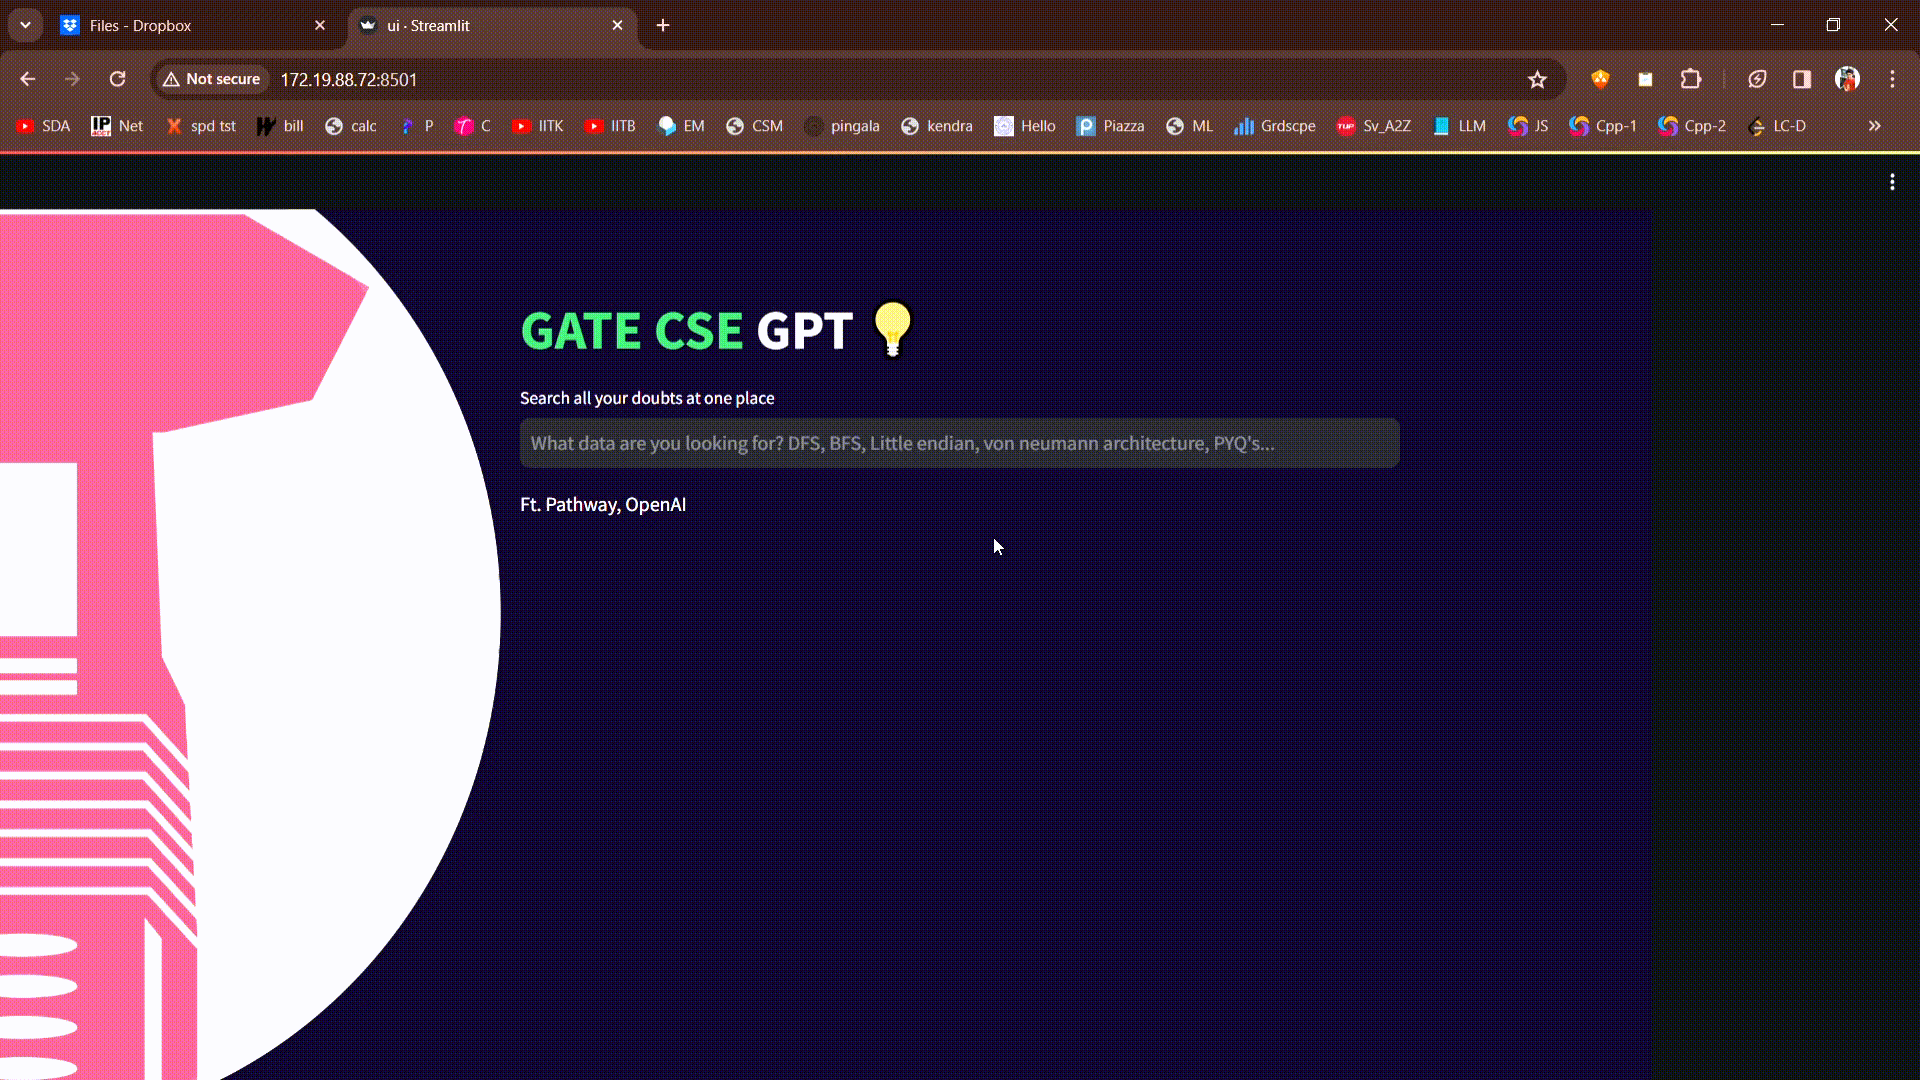 Files - Dropbox
ui · Streamlit
Not secure
172.19.88.72:8501
SDA
Net
spd tst
bill
calc
P
C
IITK
IITB
EM
CSM
pingala
kendra
Hello
Piazza
ML
Grdscpe
Sv_A2Z
LLM
JS
Cpp-1
Cpp-2
LC-D
GATE CSE GPT
Search all your doubts at one place
What data are you looking for? DFS, BFS, Little endian, von neumann architecture, PYQ's...
Ft. Pathway, OpenAI